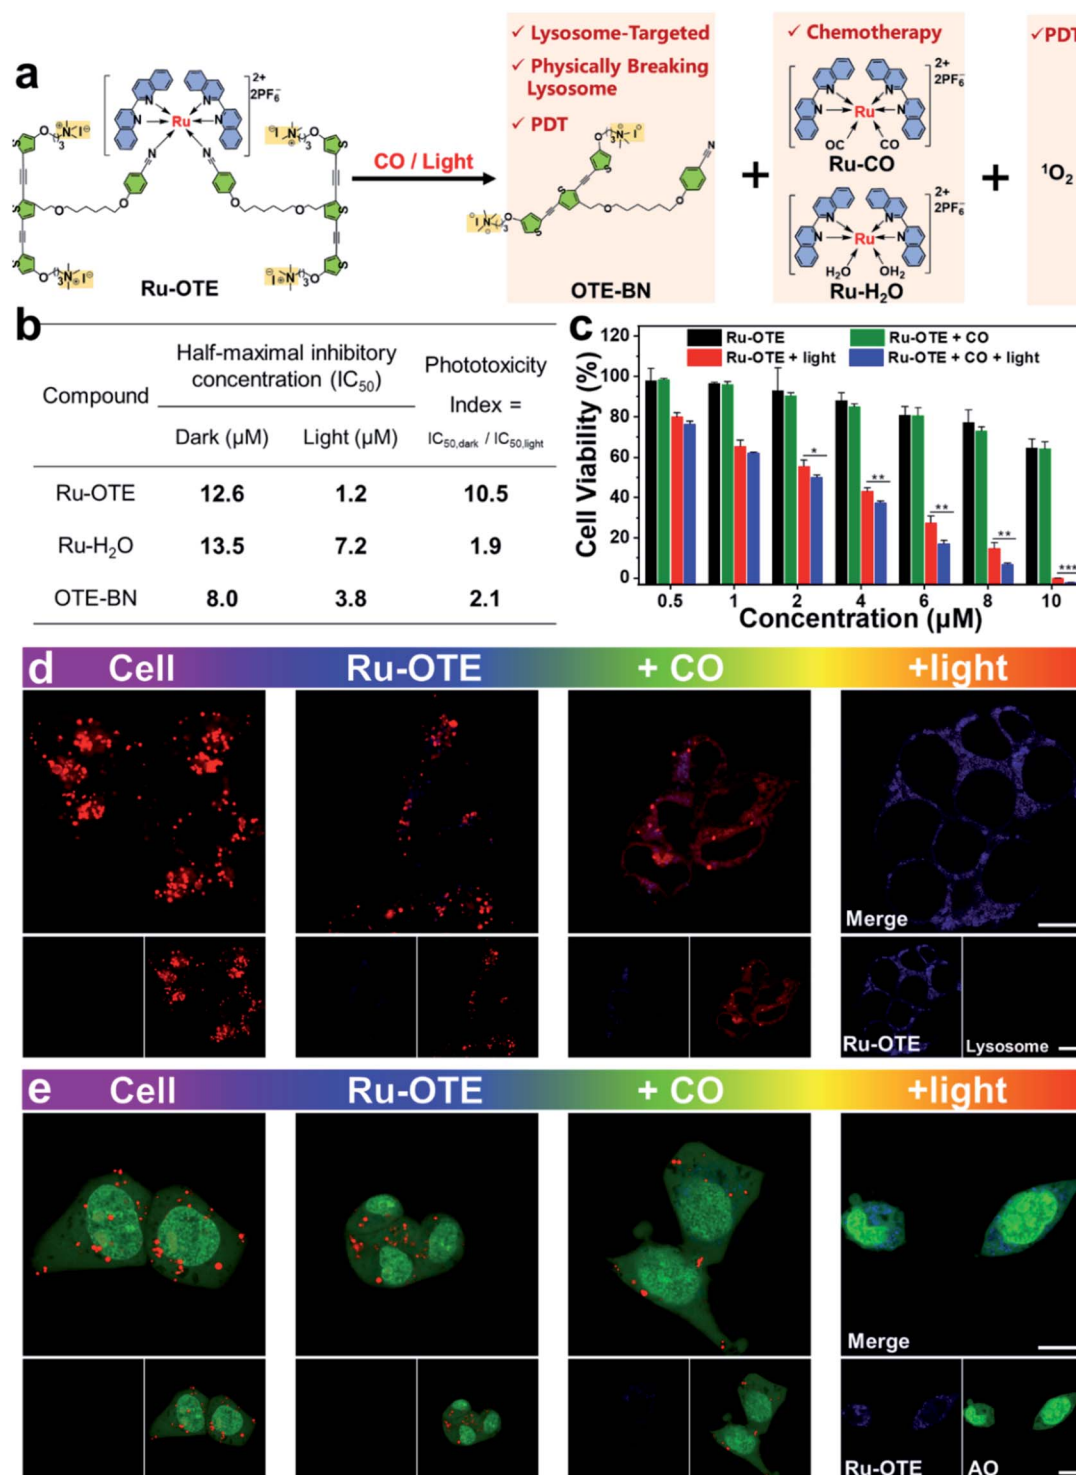 a
✓ Lysosome-Targeted
✓ Physically Breaking
Lysosome
✓ PDT
✓ Chemotherapy
✓PDT
2+
2PF₆⁻
Ru
CO / Light
Ru-OTE
OTE-BN
+
2+
2PF₆⁻
Ru
OC CO
Ru-CO
2+
2PF₆⁻
Ru
H₂O OH₂
Ru-H₂O
+
¹O₂
b
Half-maximal inhibitory
concentration (IC₅₀)
Phototoxicity
Compound
Index =
Dark (μM) Light (μM) IC₅₀,dark / IC₅₀,light
Ru-OTE 12.6 1.2 10.5
Ru-H₂O 13.5 7.2 1.9
OTE-BN 8.0 3.8 2.1
c
Ru-OTE Ru-OTE + CO
Ru-OTE + light Ru-OTE + CO + light
Cell Viability (%)
120
100
80
60
40
20
0
* ** ** ** ***
0.5 1 2 4 6 8 10
Concentration (μM)
d Cell Ru-OTE + CO +light
Merge
Ru-OTE Lysosome
e Cell Ru-OTE + CO +light
Merge
Ru-OTE AO